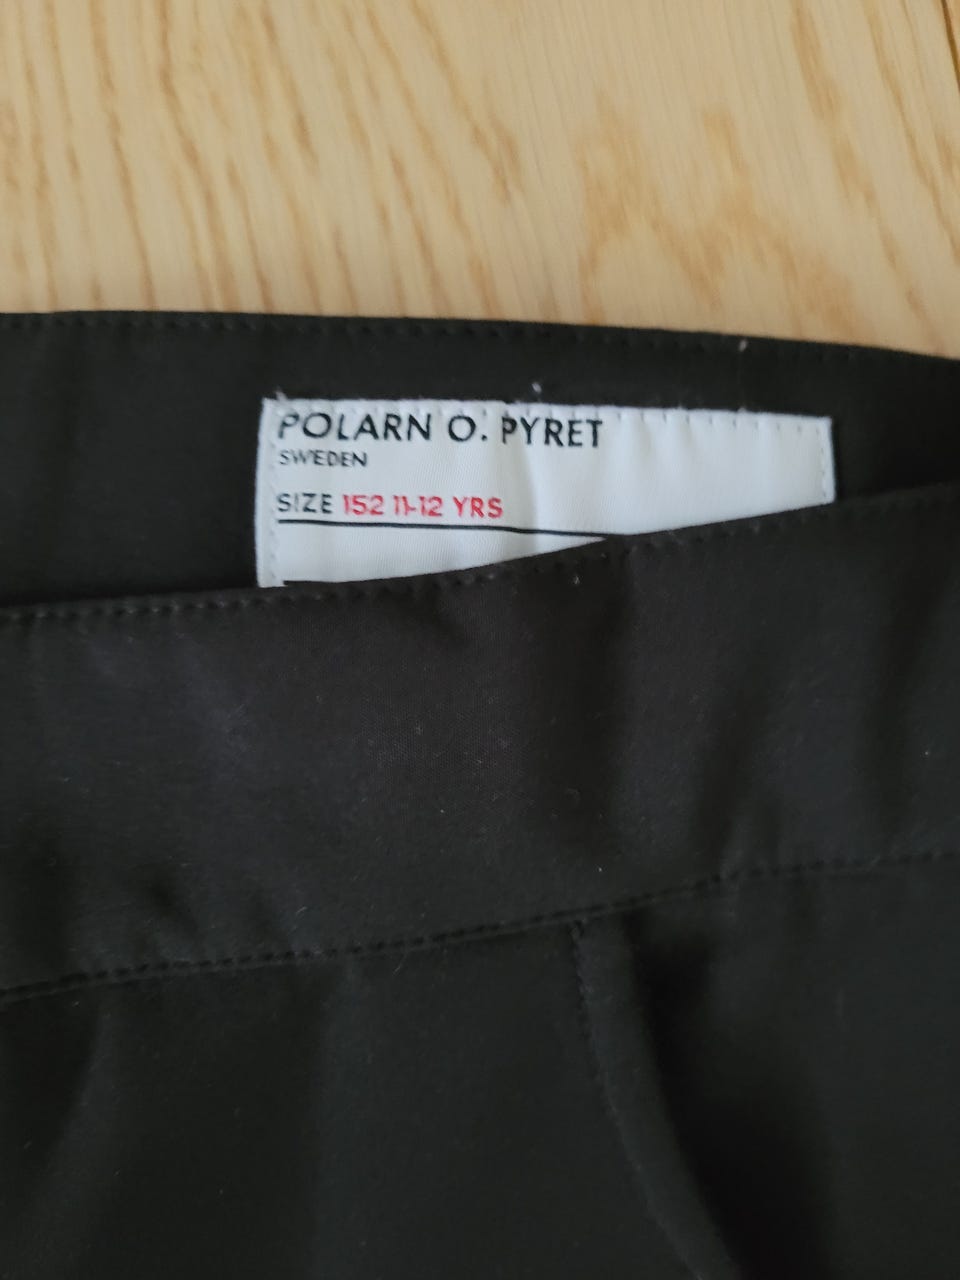 POLARN O. PYRET
SWEDEN
SIZE 152 11-12 YRS